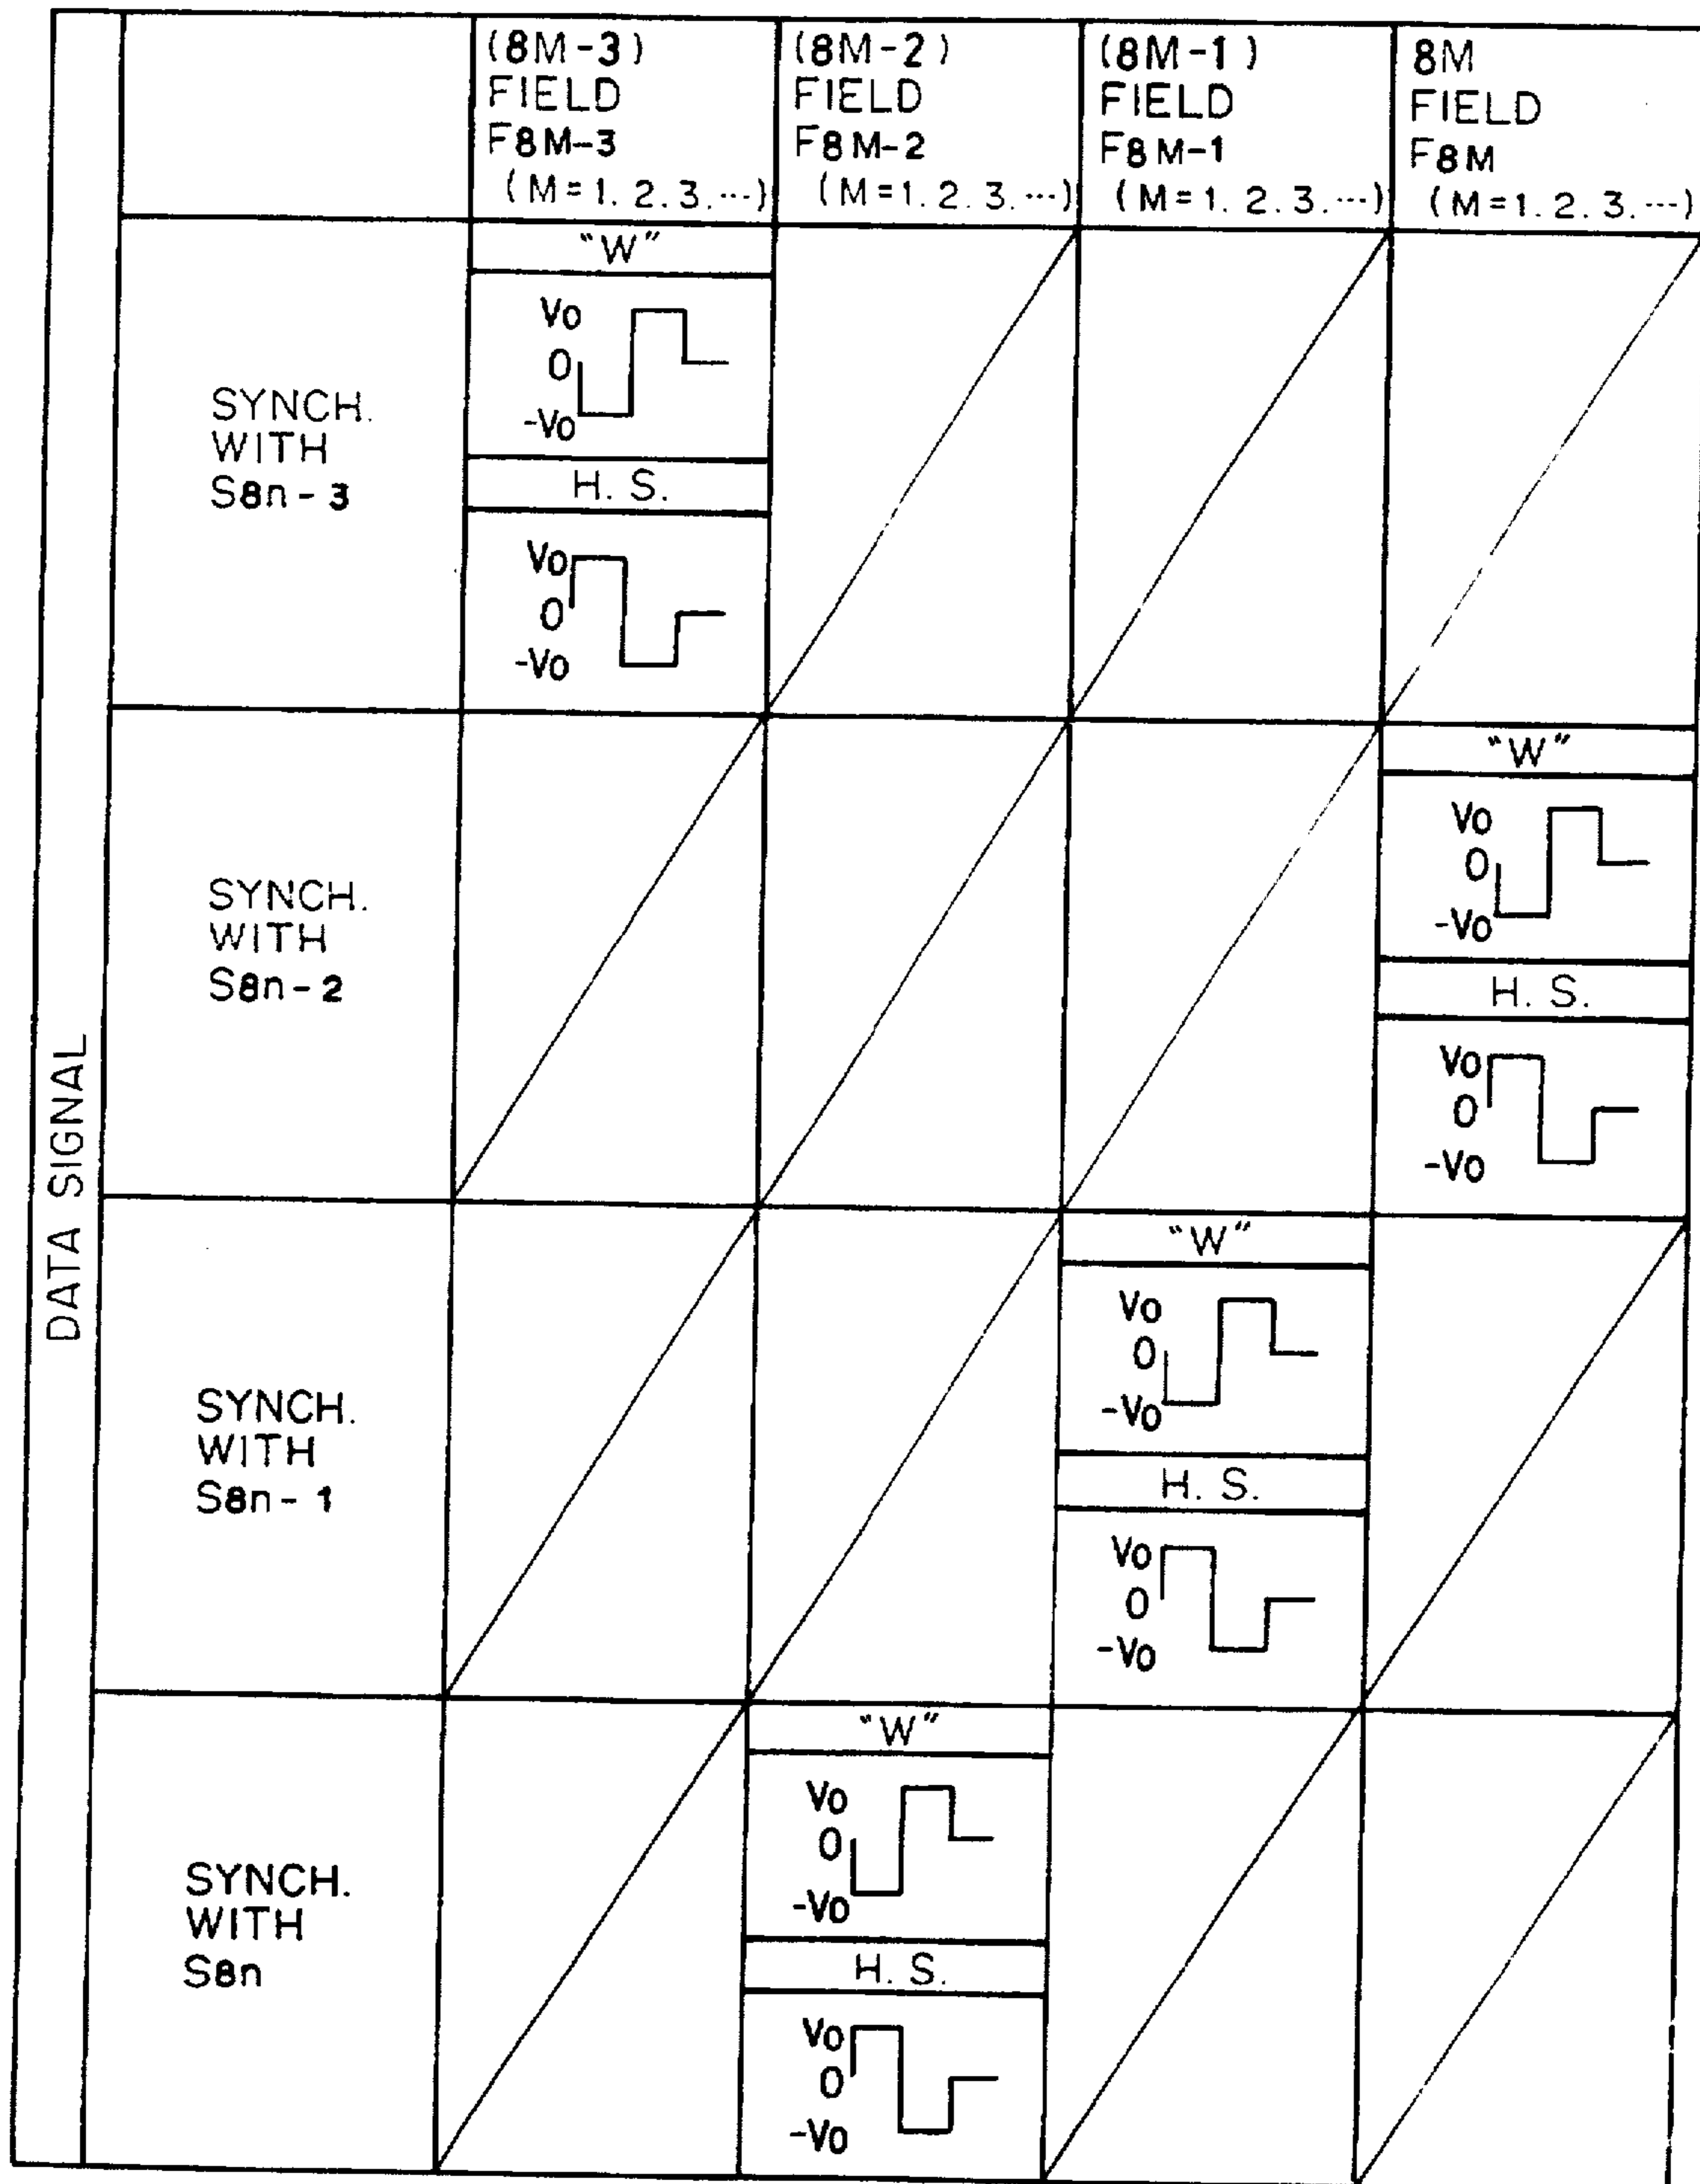 (8M-3)
FIELD
F8M-3
(M=1. 2. 3. ···)
(8M-2)
FIELD
F8M-2
(M=1. 2. 3. ···)
(8M-1)
FIELD
F8M-1
(M=1. 2. 3. ···)
8M
FIELD
F8M
(M=1. 2. 3. ···)
DATA SIGNAL
SYNCH.
WITH
S8n-3
"W"
Vo
0
-Vo
H. S.
Vo
0
-Vo
SYNCH.
WITH
S8n-2
"W"
Vo
0
-Vo
H. S.
Vo
0
-Vo
SYNCH.
WITH
S8n-1
"W"
Vo
0
-Vo
H. S.
Vo
0
-Vo
SYNCH.
WITH
S8n
"W"
Vo
0
-Vo
H. S.
Vo
0
-Vo